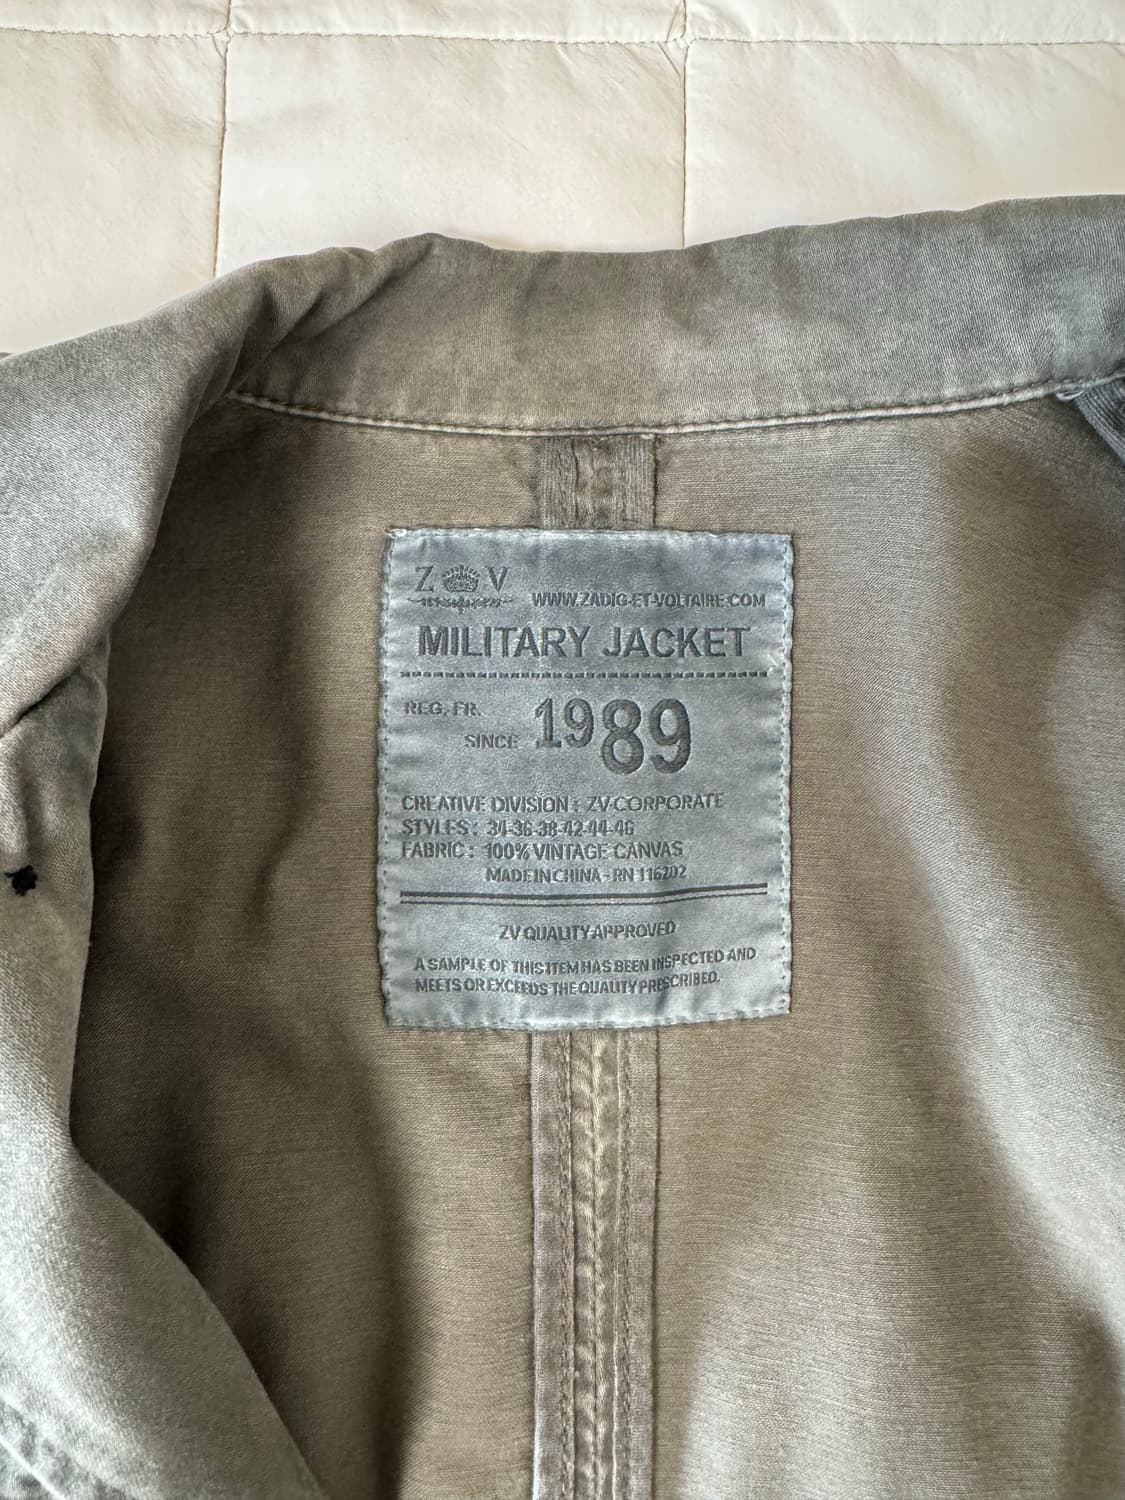 Z V
WWW.ZADIG-ET-VOLTAIRE.COM
MILITARY JACKET
REG. FR.
SINCE 1989
CREATIVE DIVISION : ZV-CORPORATE
STYLES : 34-36-38-42-44-46
FABRIC : 100% VINTAGE CANVAS
MADE IN CHINA - RN 116202
ZV QUALITY APPROVED
A SAMPLE OF THIS ITEM HAS BEEN INSPECTED AND
MEETS OR EXCEEDS THE QUALITY PRESCRIBED.